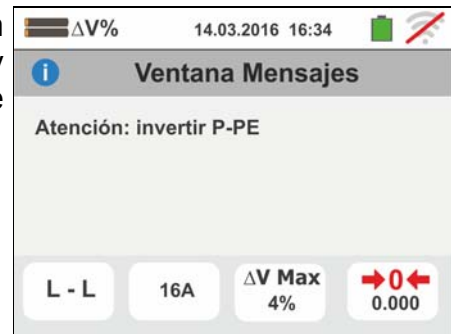 n
y
e
ΔV% 14.03.2016 16:34
i Ventana Mensajes
Atención: invertir P-PE
L - L 16A ΔV Max 4% →0← 0.000